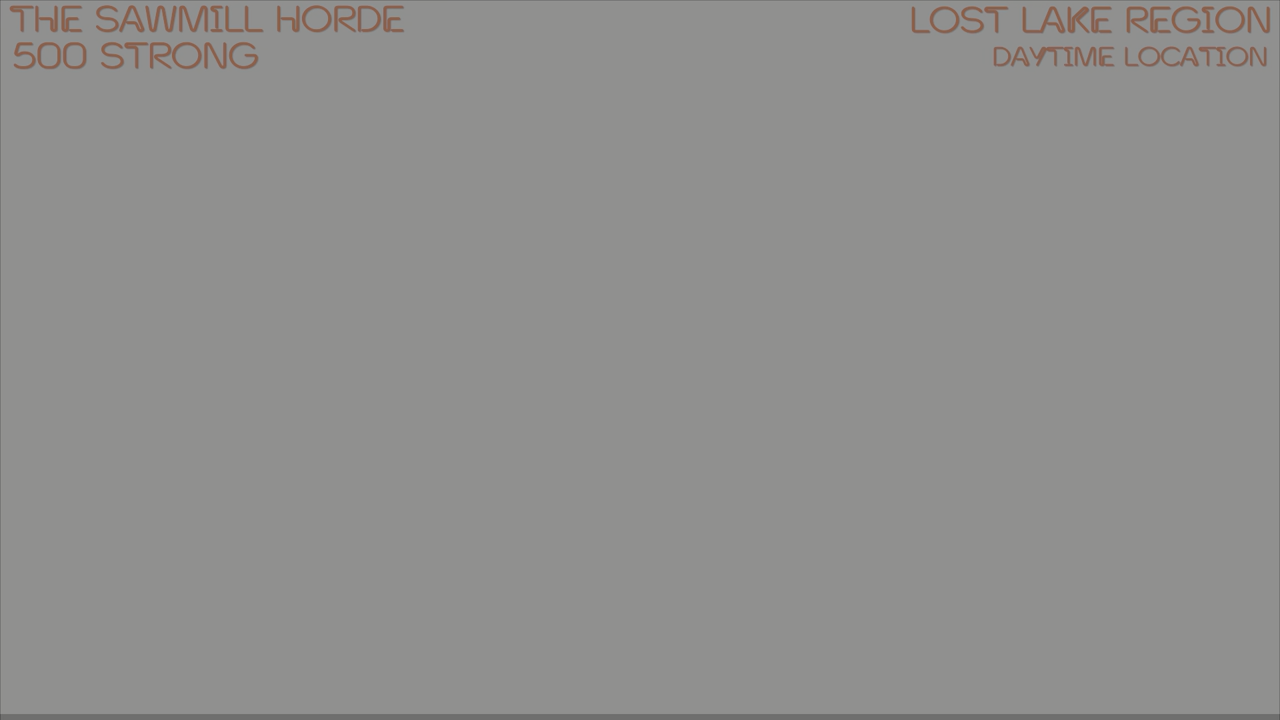 THE SAWMILL HORDE
500 STRONG
LOST LAKE REGION
DAYTIME LOCATION